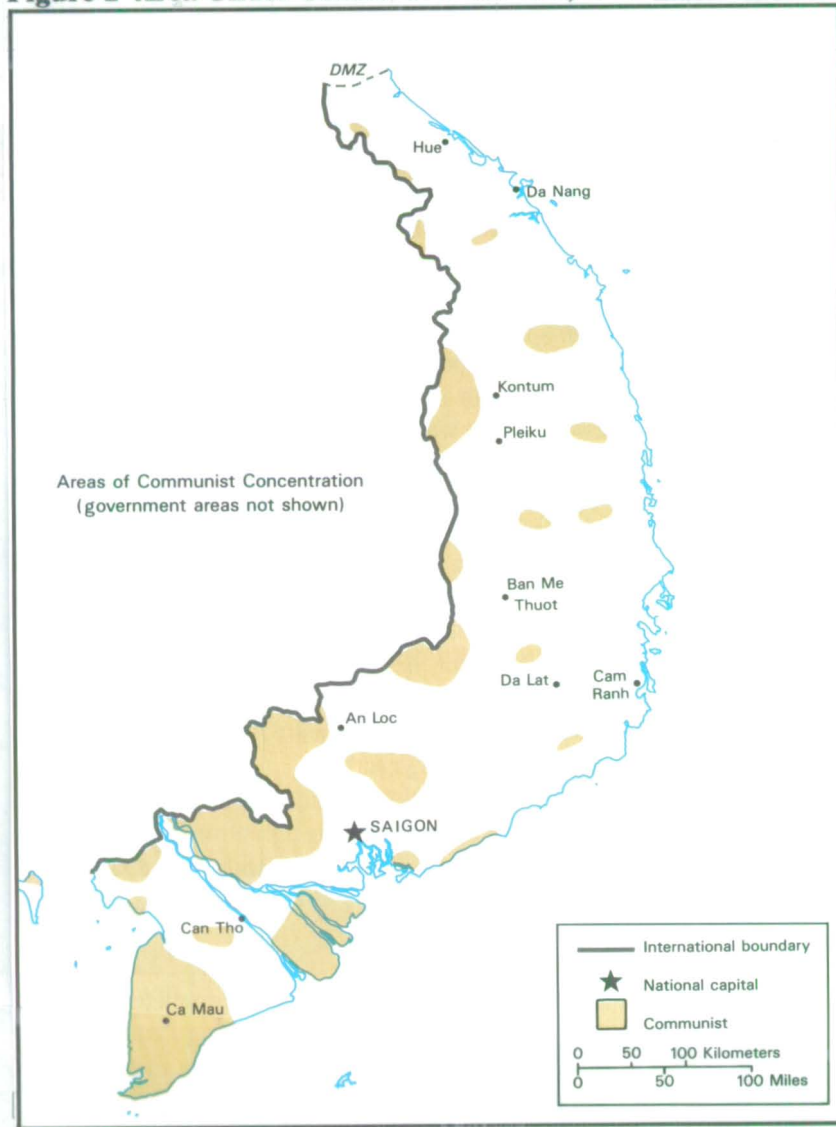 DMZ
Hue
Da Nang
Kontum
Pleiku
Areas of Communist Concentration
(government areas not shown)
Ban Me
Thuot
Da Lat
Cam
Ranh
An Loc
SAIGON
Can Tho
Ca Mau
International boundary
National capital
Communist
0 50 100 Kilometers
0 50 100 Miles